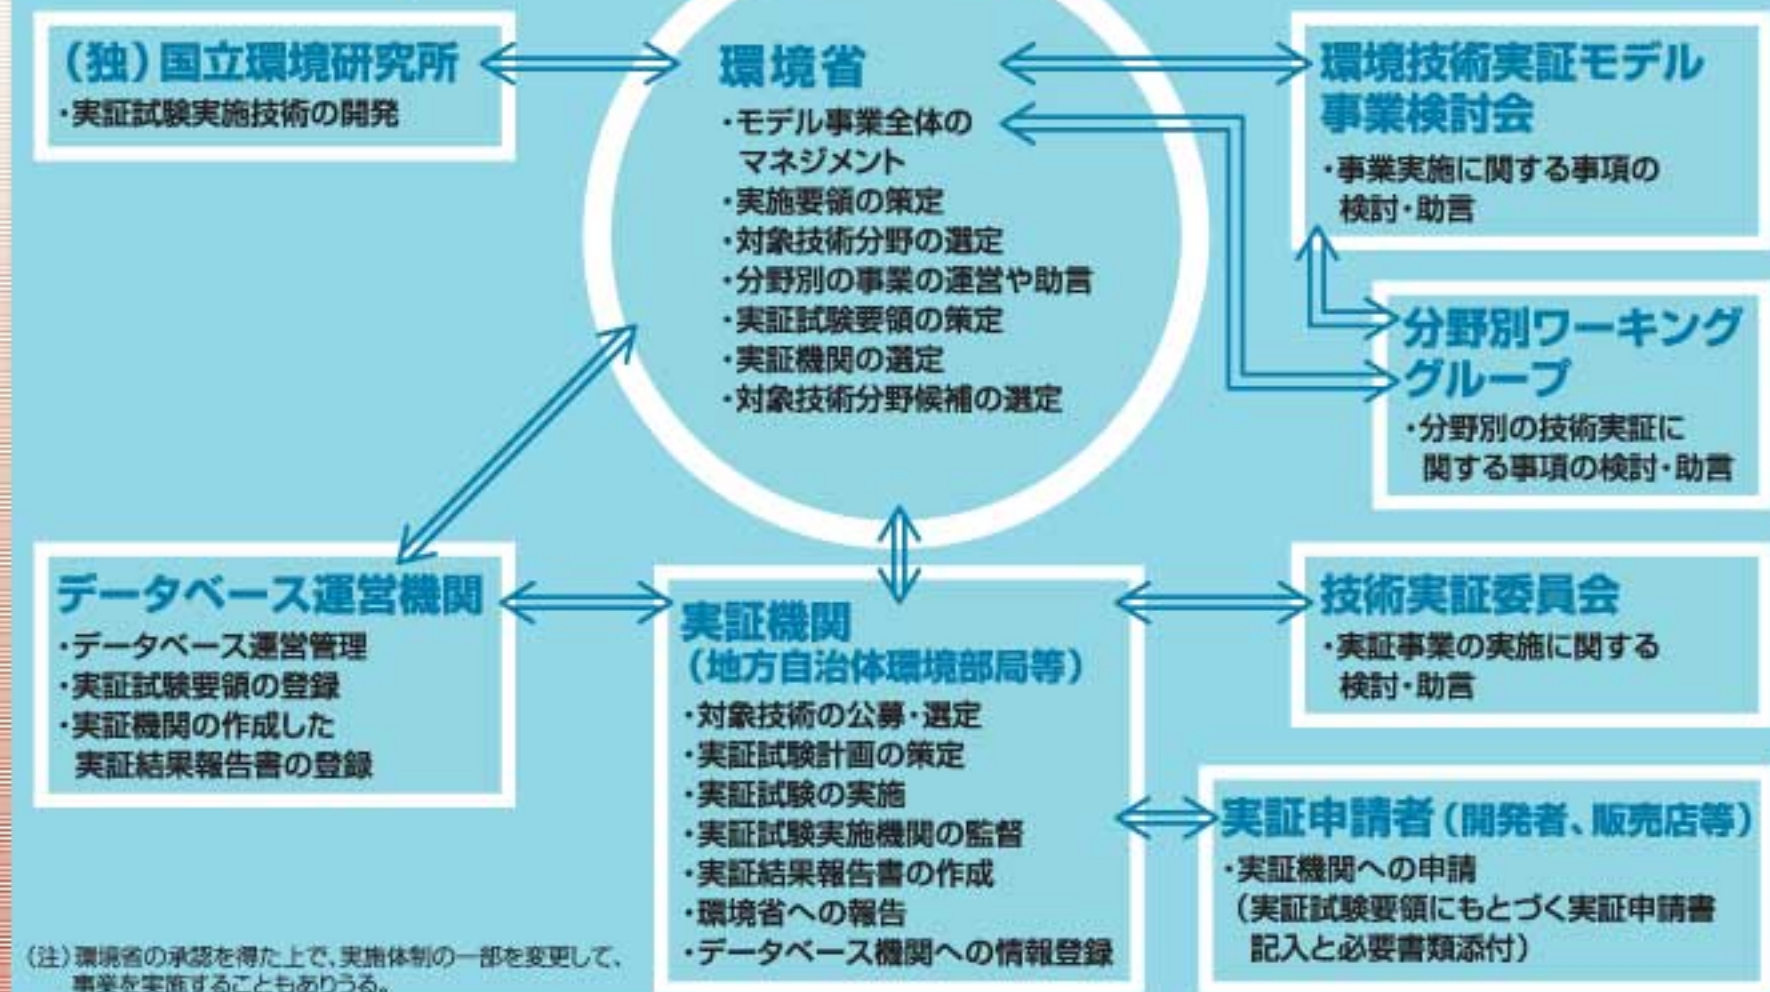 (独)国立環境研究所
・実証試験実施技術の開発
環境省
・モデル事業全体の
マネジメント
・実施要領の策定
・対象技術分野の選定
・分野別の事業の運営や助言
・実証試験要領の策定
・実証機関の選定
・対象技術分野候補の選定
環境技術実証モデル
事業検討会
・事業実施に関する事項の
検討・助言
分野別ワーキング
グループ
・分野別の技術実証に
関する事項の検討・助言
データベース運営機関
・データベース運営管理
・実証試験要領の登録
・実証機関の作成した
実証結果報告書の登録
実証機関
(地方自治体環境部局等)
・対象技術の公募・選定
・実証試験計画の策定
・実証試験の実施
・実証試験実施機関の監督
・実証結果報告書の作成
・環境省への報告
・データベース機関への情報登録
技術実証委員会
・実証事業の実施に関する
検討・助言
実証申請者(開発者、販売店等)
・実証機関への申請
(実証試験要領にもとづく実証申請書
記入と必要書類添付)
(注)環境省の承認を得た上で、実施体制の一部を変更して、
事業を実施することもありうる。